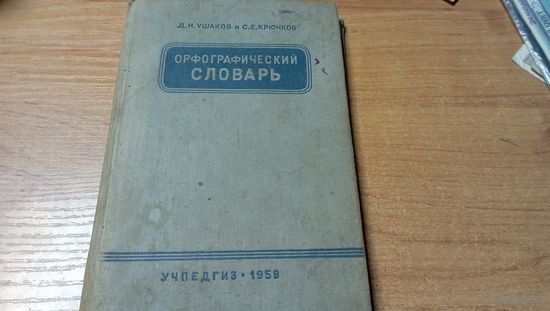 Д.Н.УШАКОВ и С.Е.КРЮЧКОВ
ОРФОГРАФИЧЕСКИЙ
СЛОВАРЬ
УЧПЕДГИЗ • 1959